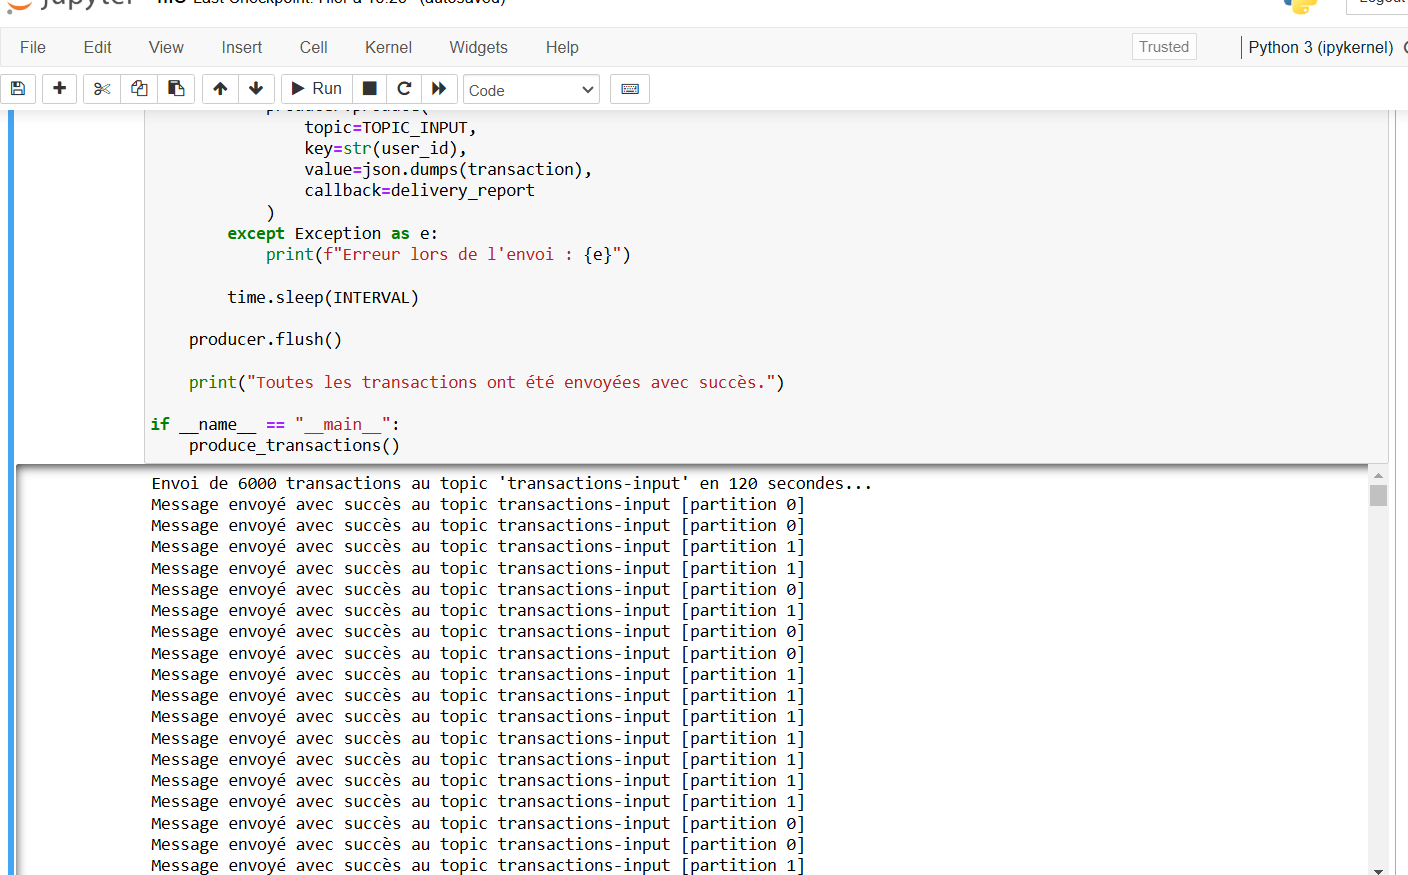 File Edit View Insert Cell Kernel Widgets Help Trusted Python 3 (ipykernel)
Run Code
topic=TOPIC_INPUT,
key=str(user_id),
value=json.dumps(transaction),
callback=delivery_report
)
except Exception as e:
print(f"Erreur lors de l'envoi : {e}")
time.sleep(INTERVAL)
producer.flush()
print("Toutes les transactions ont été envoyées avec succès.")
if __name__ == "__main__":
produce_transactions()
Envoi de 6000 transactions au topic 'transactions-input' en 120 secondes...
Message envoyé avec succès au topic transactions-input [partition 0]
Message envoyé avec succès au topic transactions-input [partition 0]
Message envoyé avec succès au topic transactions-input [partition 1]
Message envoyé avec succès au topic transactions-input [partition 1]
Message envoyé avec succès au topic transactions-input [partition 0]
Message envoyé avec succès au topic transactions-input [partition 1]
Message envoyé avec succès au topic transactions-input [partition 0]
Message envoyé avec succès au topic transactions-input [partition 0]
Message envoyé avec succès au topic transactions-input [partition 1]
Message envoyé avec succès au topic transactions-input [partition 1]
Message envoyé avec succès au topic transactions-input [partition 1]
Message envoyé avec succès au topic transactions-input [partition 1]
Message envoyé avec succès au topic transactions-input [partition 1]
Message envoyé avec succès au topic transactions-input [partition 1]
Message envoyé avec succès au topic transactions-input [partition 1]
Message envoyé avec succès au topic transactions-input [partition 0]
Message envoyé avec succès au topic transactions-input [partition 0]
Message envoyé avec succès au topic transactions-input [partition 1]